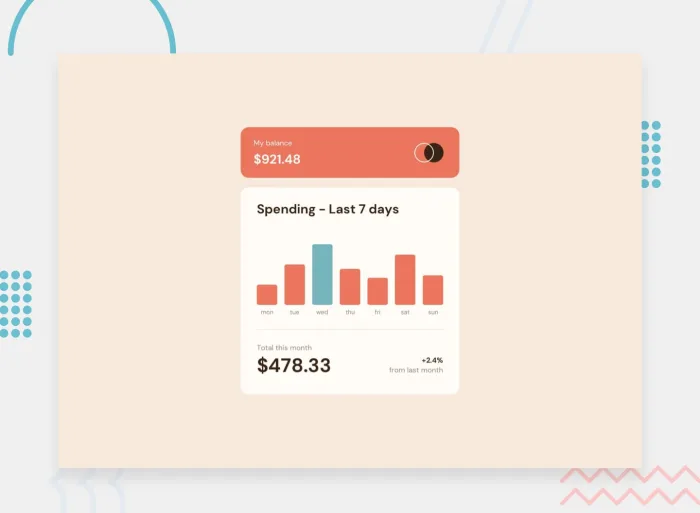 My balance
$921.48
Spending - Last 7 days
mon tue wed thu fri sat sun
Total this month
$478.33
+2.4%
from last month